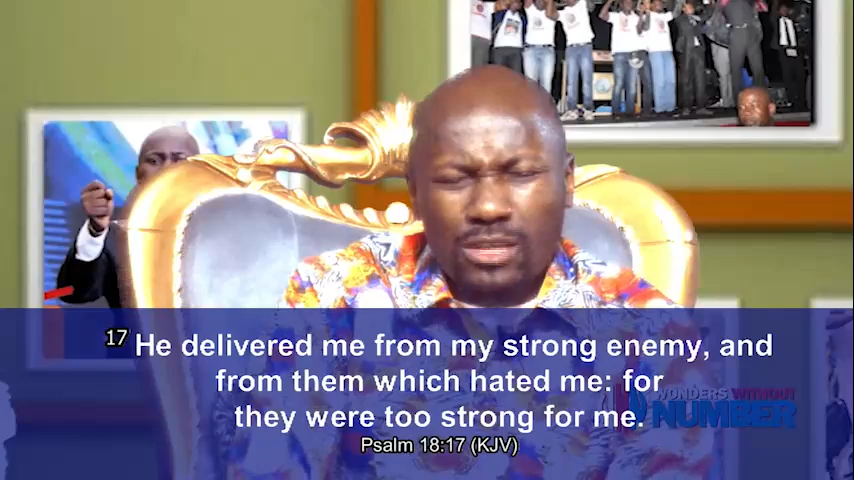 17 He delivered me from my strong enemy, and
from them which hated me: for
they were too strong for me.
WONDERS WITHOUT
NUMBER
Psalm 18:17 (KJV)